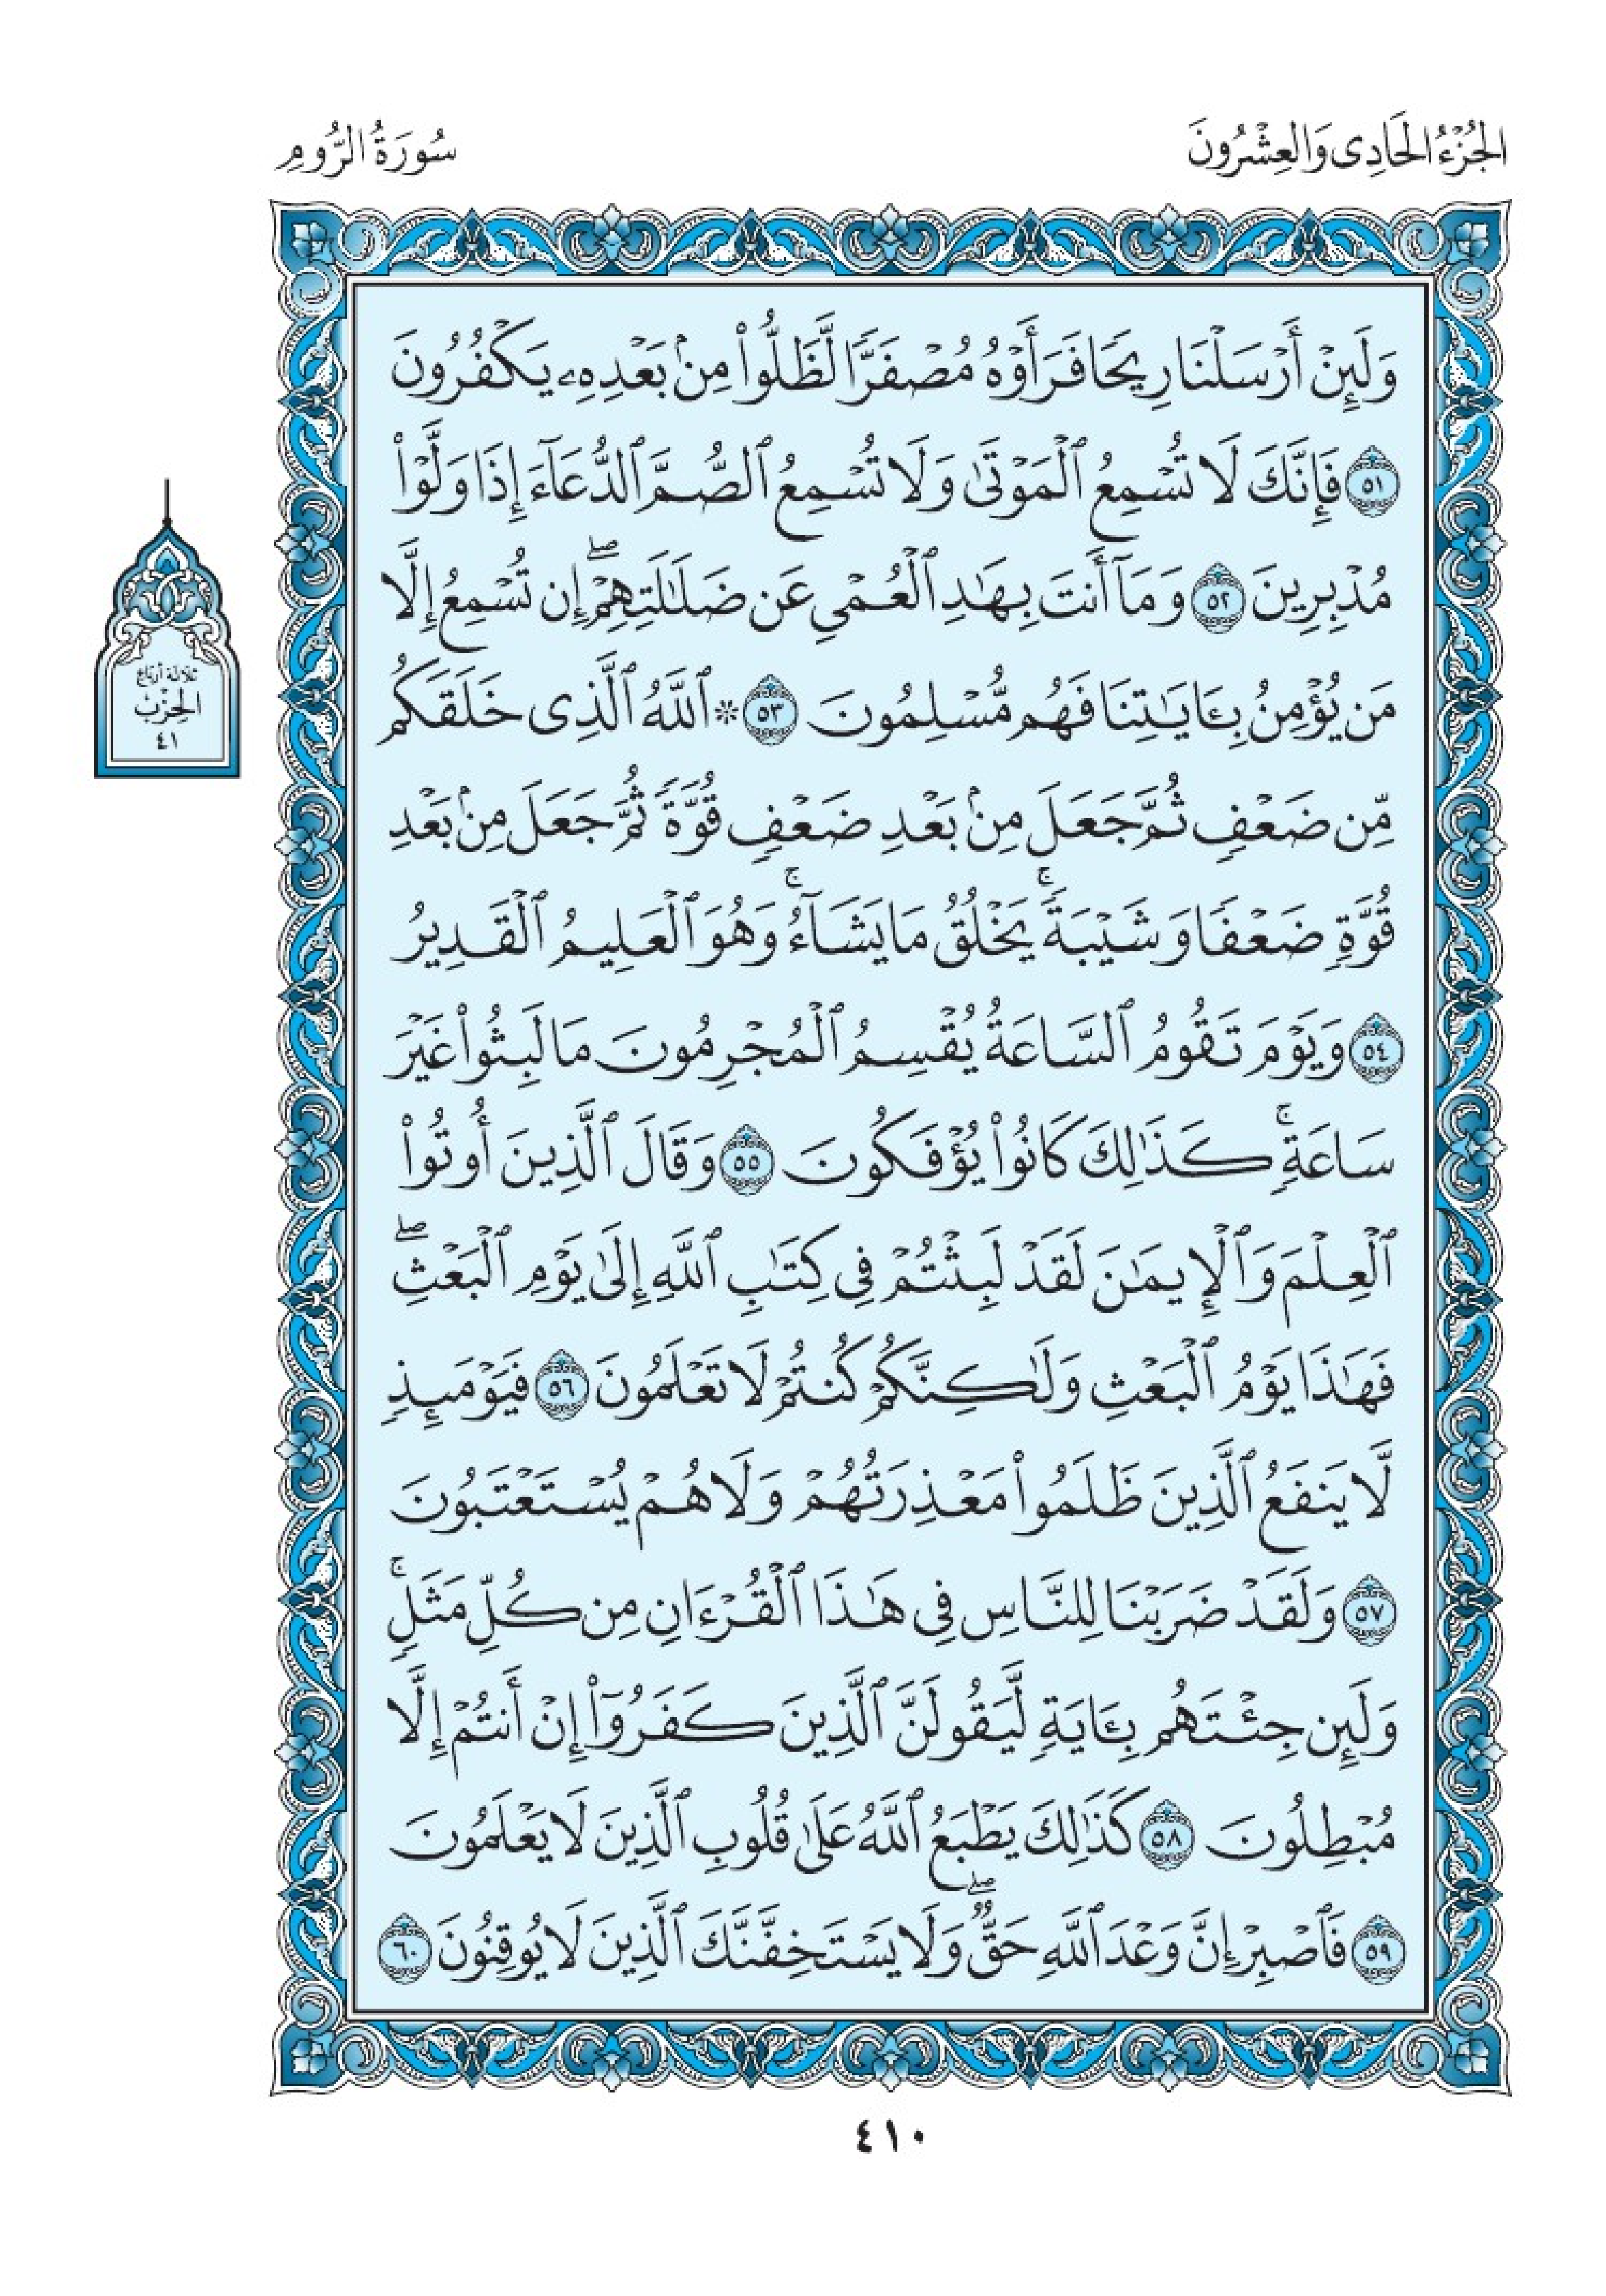 الجُزْءُ الحَادِى وَالعِشْرُونَ
سُورَةُ الرُّومِ
وَلَئِنْ أَرْسَلْنَا رِيحًا فَرَأَوْهُ مُصْفَرًّا لَّظَلُّوا۟ مِنۢ بَعْدِهِۦ يَكْفُرُونَ
٥١ فَإِنَّكَ لَا تُسْمِعُ ٱلْمَوْتَىٰ وَلَا تُسْمِعُ ٱلصُّمَّ ٱلدُّعَآءَ إِذَا وَلَّوْا۟
مُدْبِرِينَ ٥٢ وَمَآ أَنتَ بِهَـٰدِ ٱلْعُمْىِ عَن ضَلَـٰلَتِهِمْ ۖ إِن تُسْمِعُ إِلَّا
مَن يُؤْمِنُ بِـَٔايَـٰتِنَا فَهُم مُّسْلِمُونَ ٥٣ * ٱللَّهُ ٱلَّذِى خَلَقَكُم
مِّن ضَعْفٍ ثُمَّ جَعَلَ مِنۢ بَعْدِ ضَعْفٍ قُوَّةً ثُمَّ جَعَلَ مِنۢ بَعْدِ
قُوَّةٍ ضَعْفًا وَشَيْبَةً ۚ يَخْلُقُ مَا يَشَآءُ ۚ وَهُوَ ٱلْعَلِيمُ ٱلْقَدِيرُ
٥٤ وَيَوْمَ تَقُومُ ٱلسَّاعَةُ يُقْسِمُ ٱلْمُجْرِمُونَ مَا لَبِثُوا۟ غَيْرَ
سَاعَةٍ ۚ كَذَٰلِكَ كَانُوا۟ يُؤْفَكُونَ ٥٥ وَقَالَ ٱلَّذِينَ أُوتُوا۟
ٱلْعِلْمَ وَٱلْإِيمَـٰنَ لَقَدْ لَبِثْتُمْ فِى كِتَـٰبِ ٱللَّهِ إِلَىٰ يَوْمِ ٱلْبَعْثِ ۖ
فَهَـٰذَا يَوْمُ ٱلْبَعْثِ وَلَـٰكِنَّكُمْ كُنتُمْ لَا تَعْلَمُونَ ٥٦ فَيَوْمَئِذٍ
لَّا يَنفَعُ ٱلَّذِينَ ظَلَمُوا۟ مَعْذِرَتُهُمْ وَلَا هُمْ يُسْتَعْتَبُونَ
٥٧ وَلَقَدْ ضَرَبْنَا لِلنَّاسِ فِى هَـٰذَا ٱلْقُرْءَانِ مِن كُلِّ مَثَلٍ ۚ
وَلَئِن جِئْتَهُم بِـَٔايَةٍ لَّيَقُولَنَّ ٱلَّذِينَ كَفَرُوٓا۟ إِنْ أَنتُمْ إِلَّا
مُبْطِلُونَ ٥٨ كَذَٰلِكَ يَطْبَعُ ٱللَّهُ عَلَىٰ قُلُوبِ ٱلَّذِينَ لَا يَعْلَمُونَ
٥٩ فَٱصْبِرْ إِنَّ وَعْدَ ٱللَّهِ حَقٌّ ۖ وَلَا يَسْتَخِفَّنَّكَ ٱلَّذِينَ لَا يُوقِنُونَ ٦٠
ثلاثة أرباع
الحِزْب
٤١
٤١٠